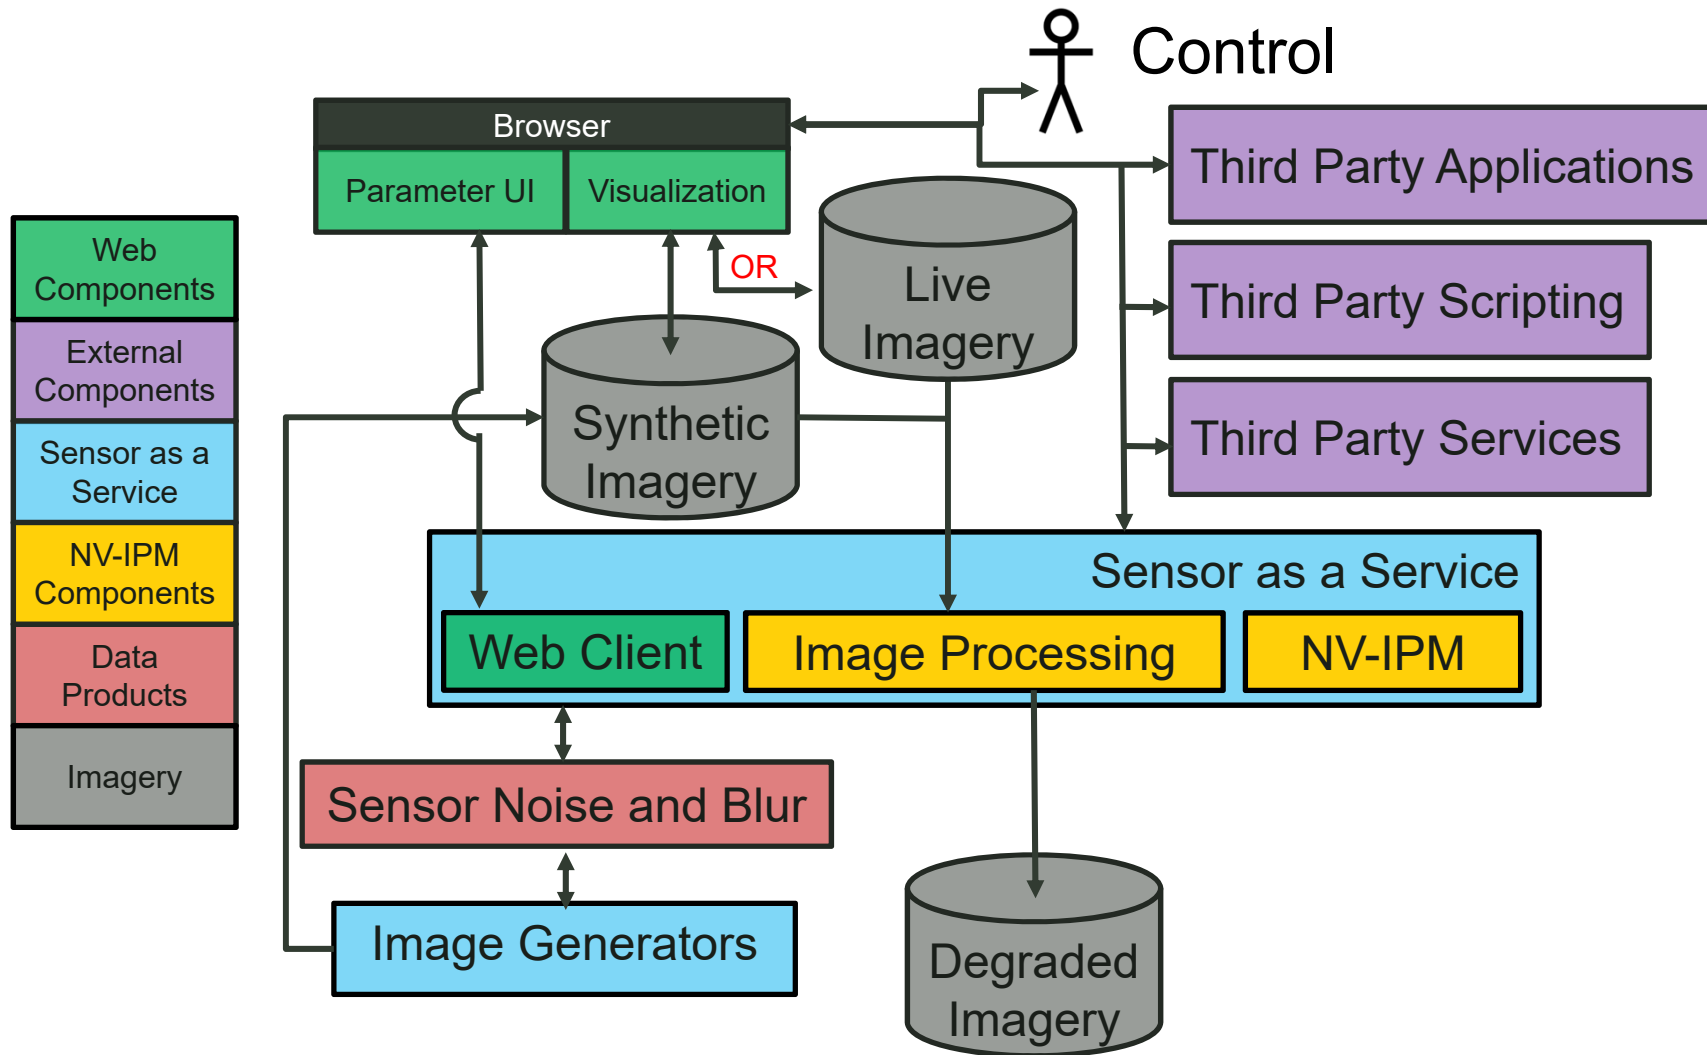 Control
Browser
Parameter UI
Visualization
Third Party Applications
Web
Components
OR
Live
Imagery
Third Party Scripting
External
Components
Synthetic
Imagery
Third Party Services
Sensor as a
Service
Sensor as a Service
NV-IPM
Components
Web Client
Image Processing
NV-IPM
Data
Products
Imagery
Sensor Noise and Blur
Image Generators
Degraded
Imagery